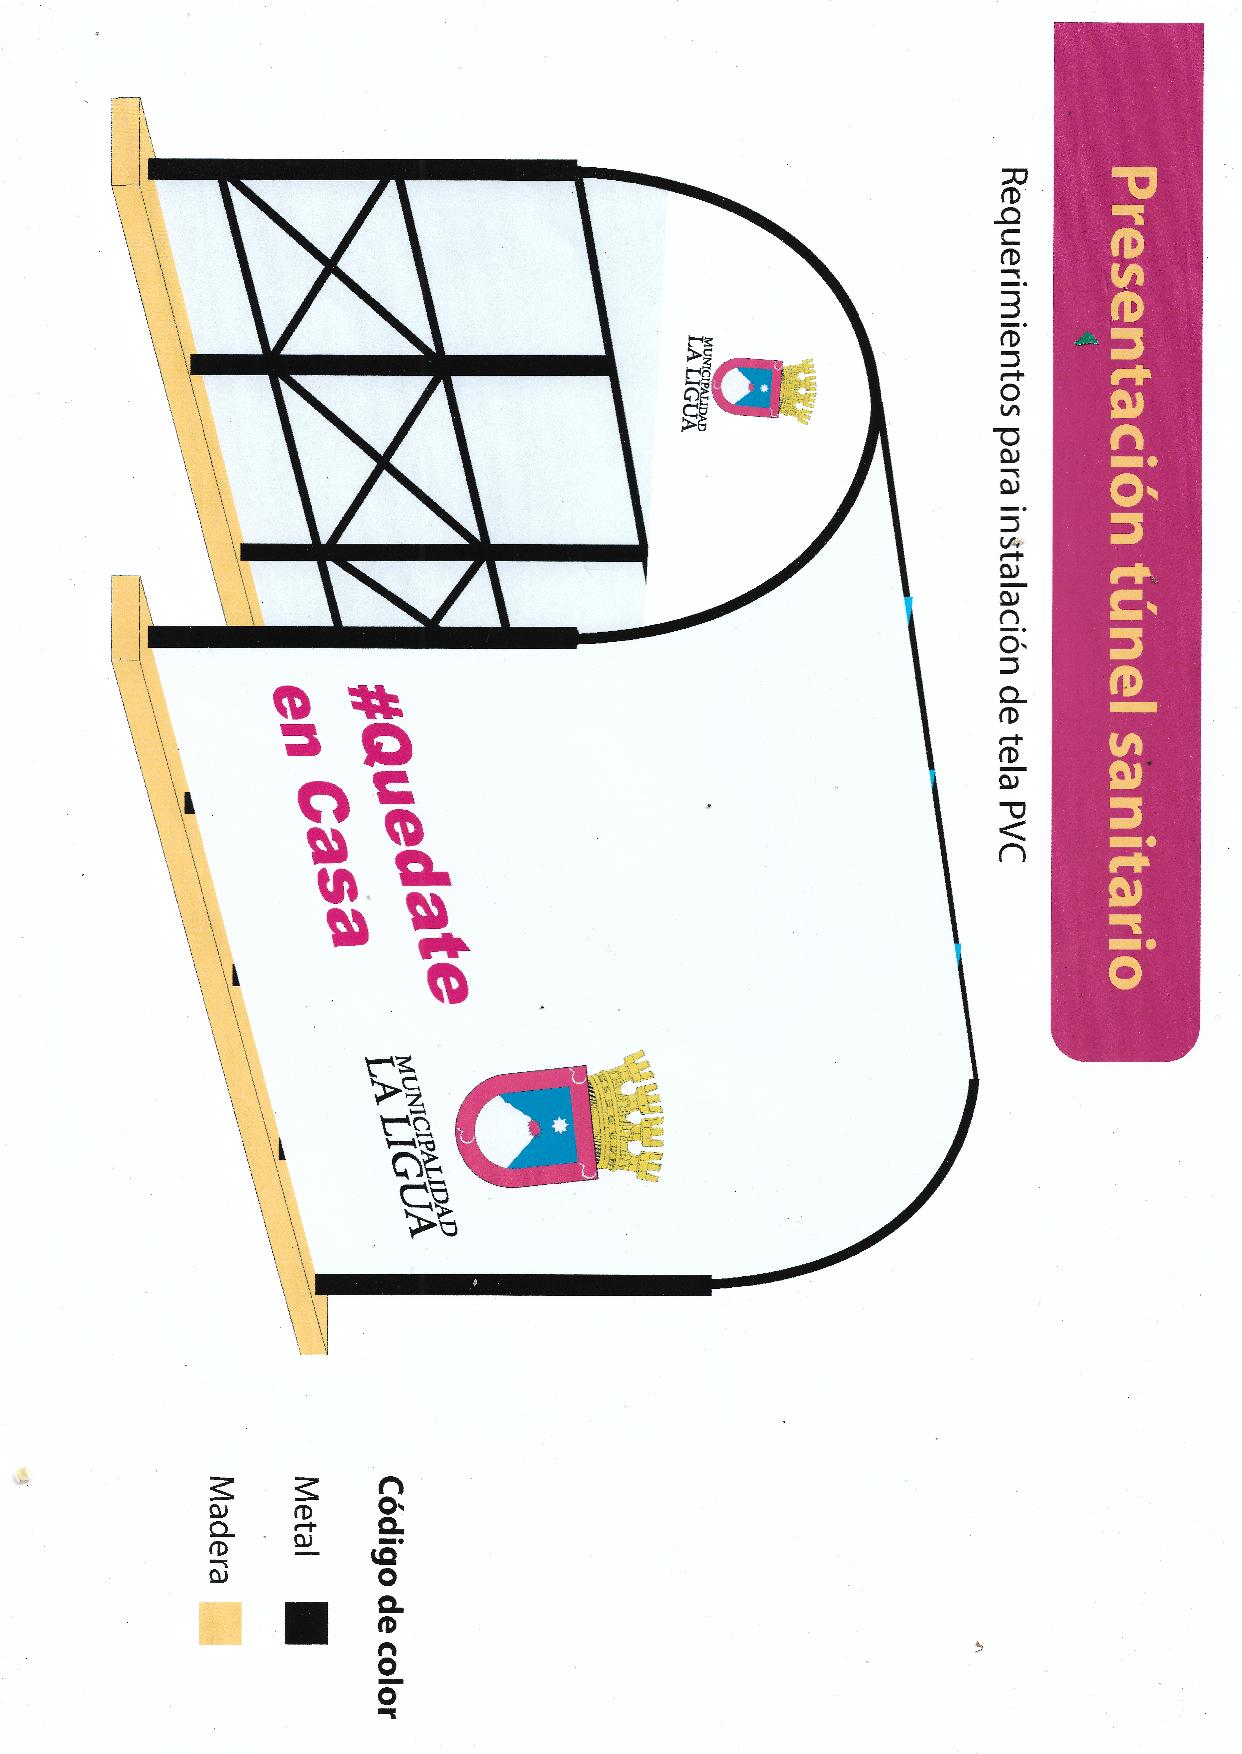 Presentación túnel sanitario
Requerimientos para instalación de tela PVC
MUNICIPALIDAD
LA LIGUA
#Quedate
en Casa
MUNICIPALIDAD
LA LIGUA
Código de color
Metal
Madera